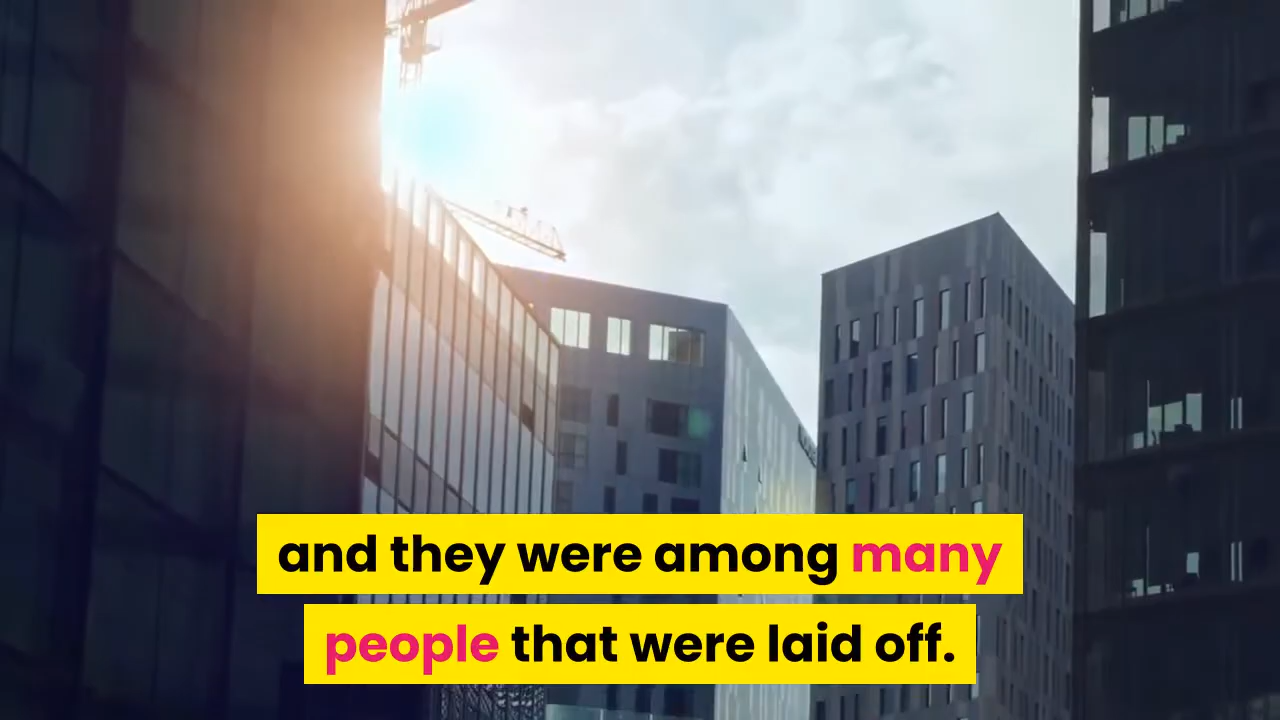 and they were among many
people that were laid off.